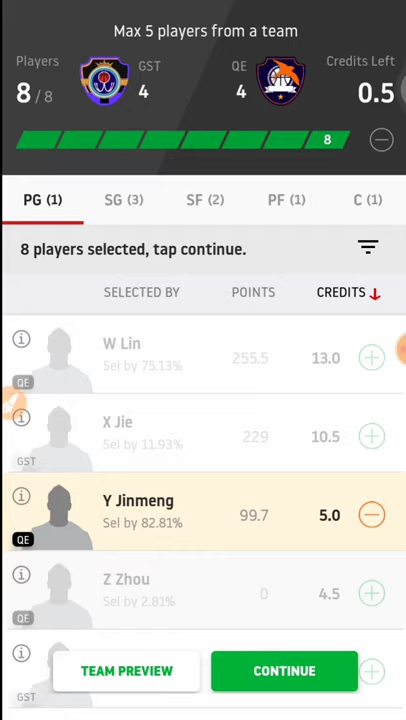 Max 5 players from a team
Players GST QE Credits Left
8 / 8 4 4 0.5
8
PG (1) SG (3) SF (2) PF (1) C (1)
8 players selected, tap continue.
SELECTED BY POINTS CREDITS
W Lin
Sel by 75.13% 255.5 13.0
QE
X Jie
Sel by 11.93% 229 10.5
GST
Y Jinmeng
Sel by 82.81% 99.7 5.0
QE
Z Zhou
Sel by 2.81% 0 4.5
QE
TEAM PREVIEW CONTINUE
GST